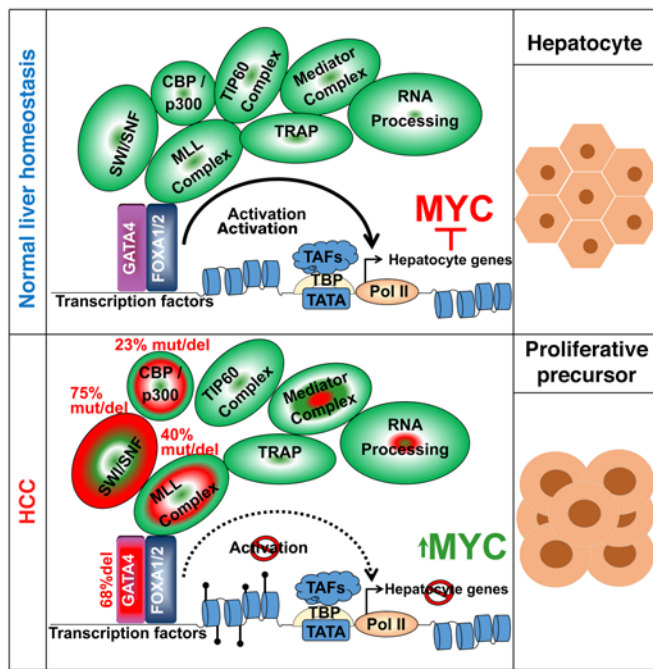 Normal liver homeostasis
SWI/SNF
CBP /
p300
TIP60
Complex
Mediator
Complex
RNA
Processing
MLL
Complex
TRAP
GATA4
FOXA1/2
Activation
Activation
MYC
TAFs
TBP
TATA
Pol II
Hepatocyte genes
Transcription factors
Hepatocyte
HCC
23% mut/del
CBP /
p300
75%
mut/del
SWI/SNF
40%
mut/del
MLL
Complex
TIP60
Complex
Mediator
Complex
RNA
Processing
TRAP
68%del
GATA4
FOXA1/2
Activation
MYC
TAFs
TBP
TATA
Pol II
Hepatocyte genes
Transcription factors
Proliferative
precursor